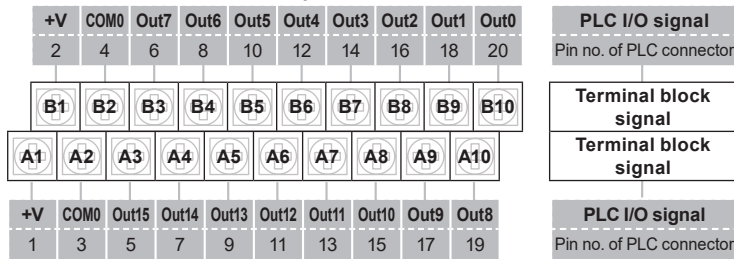 +V COM0 Out7 Out6 Out5 Out4 Out3 Out2 Out1 Out0 PLC I/O signal
2 4 6 8 10 12 14 16 18 20 Pin no. of PLC connector
B1 B2 B3 B4 B5 B6 B7 B8 B9 B10 Terminal block
signal
A1 A2 A3 A4 A5 A6 A7 A8 A9 A10 Terminal block
signal
+V COM0 Out15 Out14 Out13 Out12 Out11 Out10 Out9 Out8 PLC I/O signal
1 3 5 7 9 11 13 15 17 19 Pin no. of PLC connector